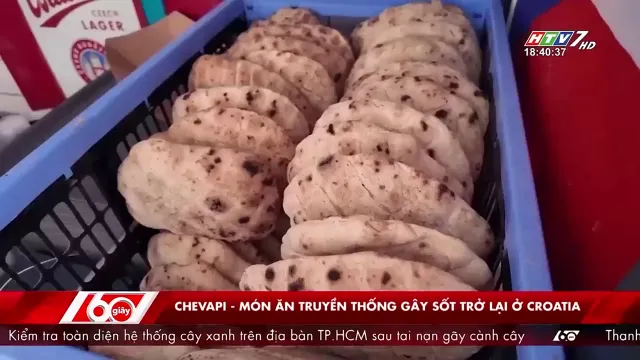 CZECH
LAGER
HTV7 HD
18:40:37
60 giây
CHEVAPI - MÓN ĂN TRUYỀN THỐNG GÂY SỐT TRỞ LẠI Ở CROATIA
Kiểm tra toàn diện hệ thống cây xanh trên địa bàn TP.HCM sau tai nạn gãy cành cây 60 Thanh